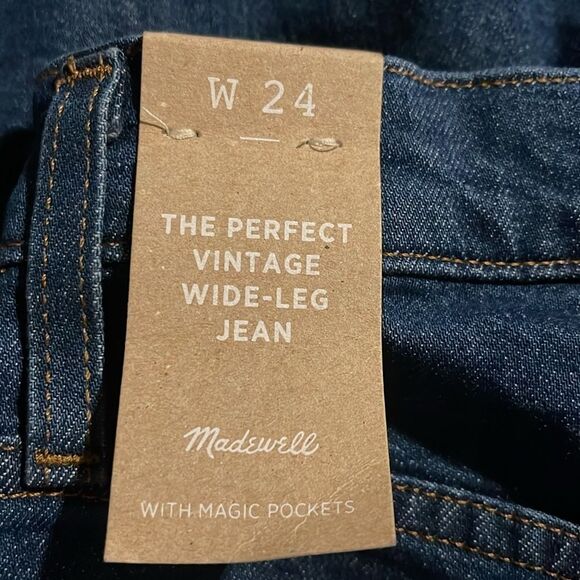 W 24
THE PERFECT
VINTAGE
WIDE-LEG
JEAN
Madewell
WITH MAGIC POCKETS